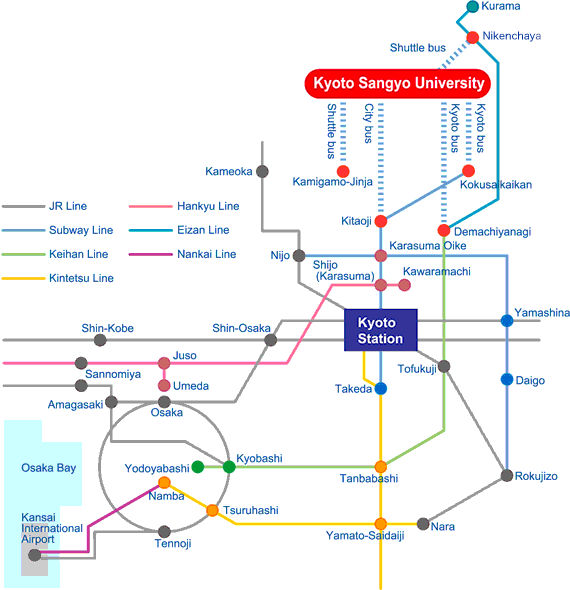 Kurama
Nikenchaya
Shuttle bus
Kyoto Sangyo University
Shuttle bus
City bus
Kyoto bus
Kyoto bus
Kameoka
Kamigamo-Jinja
Kokusaikaikan
JR Line
Hankyu Line
Kitaoji
Subway Line
Eizan Line
Demachiyanagi
Keihan Line
Nankai Line
Nijo
Karasuma Oike
Shijo
(Karasuma)
Kawaramachi
Kintetsu Line
Yamashina
Shin-Kobe
Shin-Osaka
Kyoto
Station
Juso
Sannomiya
Tofukuji
Umeda
Takeda
Daigo
Amagasaki
Osaka
Osaka Bay
Yodoyabashi
Kyobashi
Tanbabashi
Rokujizo
Namba
Tsuruhashi
Kansai
International
Airport
Tennoji
Yamato-Saidaiji
Nara